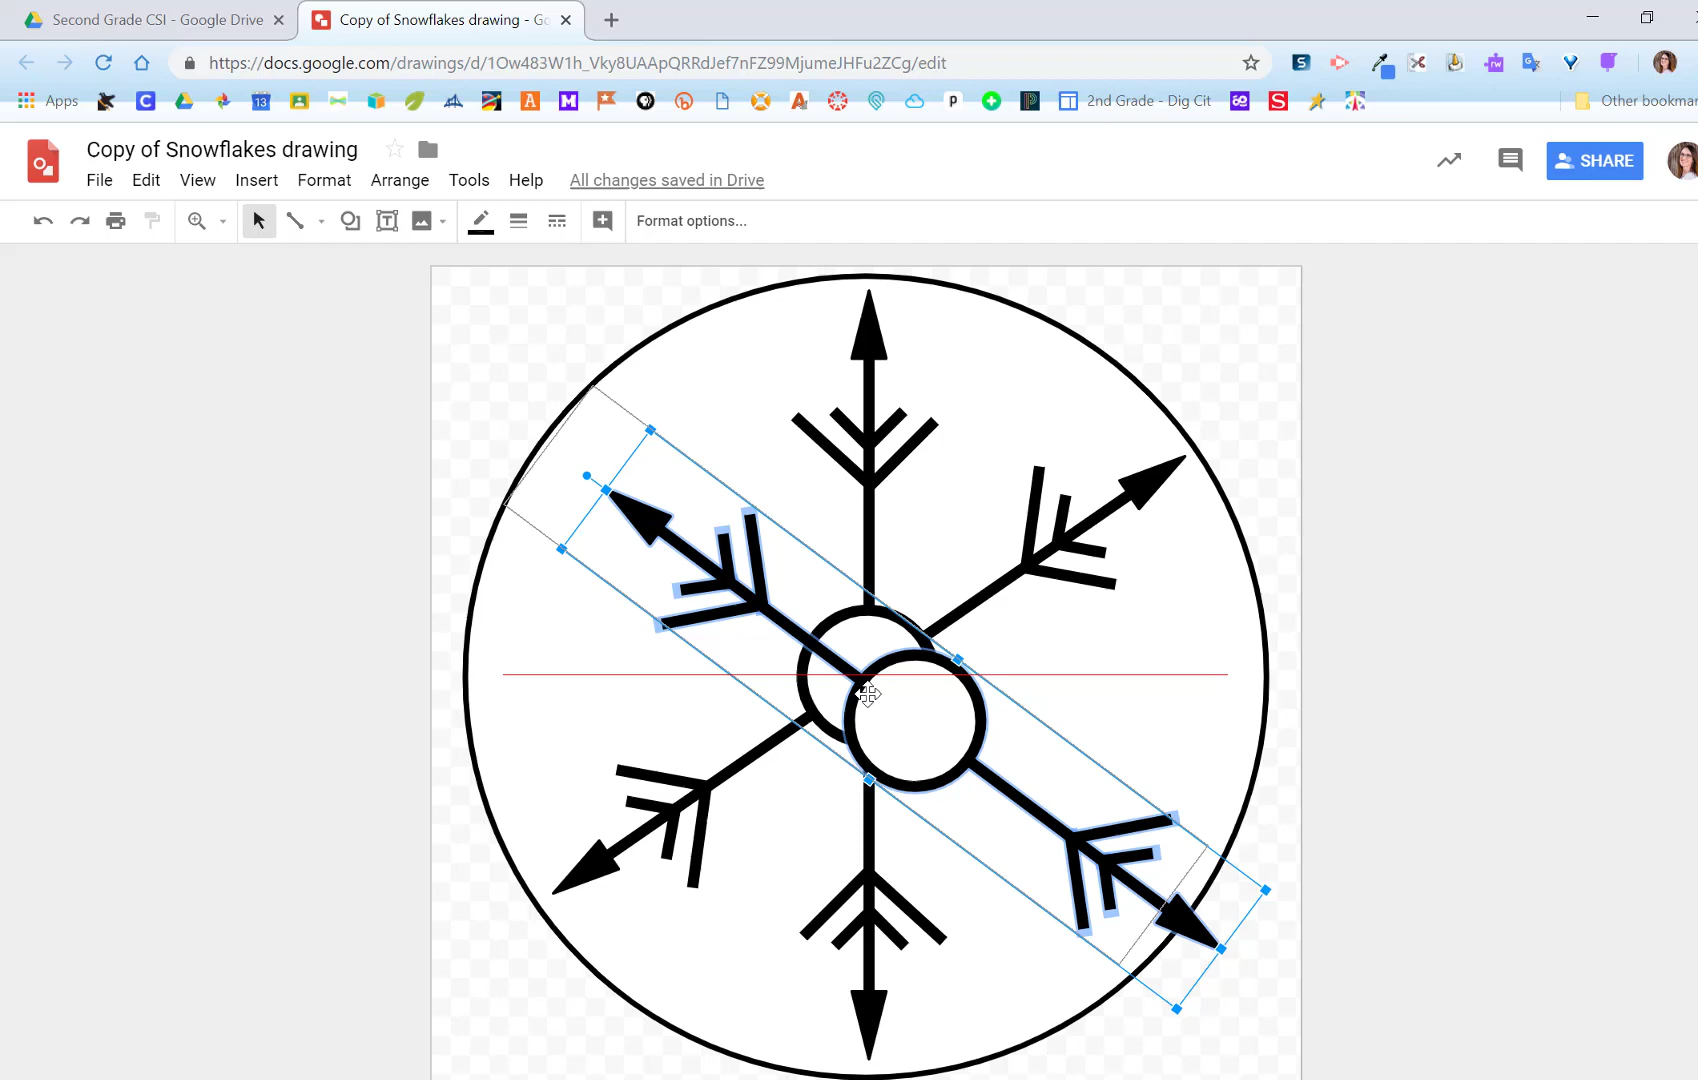 Second Grade CSI - Google Drive
Copy of Snowflakes drawing - Go
https://docs.google.com/drawings/d/1Ow483W1h_Vky8UAApQRRdJef7nFZ99MjumeJHFu2ZCg/edit
Apps
13
2nd Grade - Dig Cit
Other bookmar
Copy of Snowflakes drawing
File Edit View Insert Format Arrange Tools Help All changes saved in Drive
SHARE
Format options...